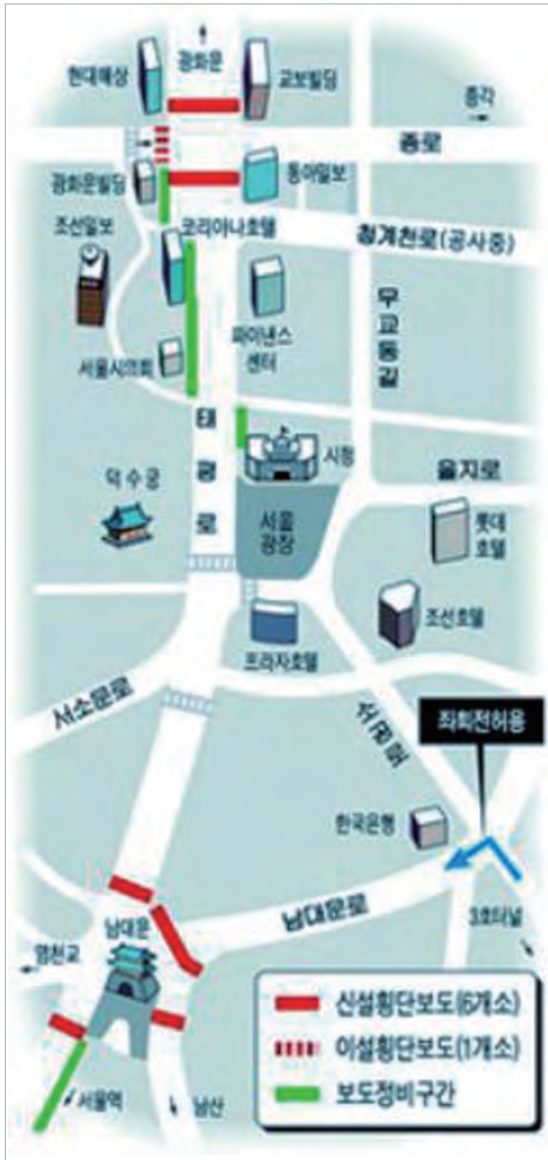 광화문
현대해상
교보빌딩
종각
종로
광화문빌딩
동아일보
조선일보
코리아나호텔
청계천로(공사중)
무교동길
파이낸스
센터
서울시의회
태평로
시청
을지로
덕수궁
서울
광장
롯데
호텔
조선호텔
프라자호텔
서소문로
소공로
좌회전허용
한국은행
남대문로
3호터널
남대문
염천교
신설횡단보도(6개소)
이설횡단보도(1개소)
보도정비구간
서울역
남산